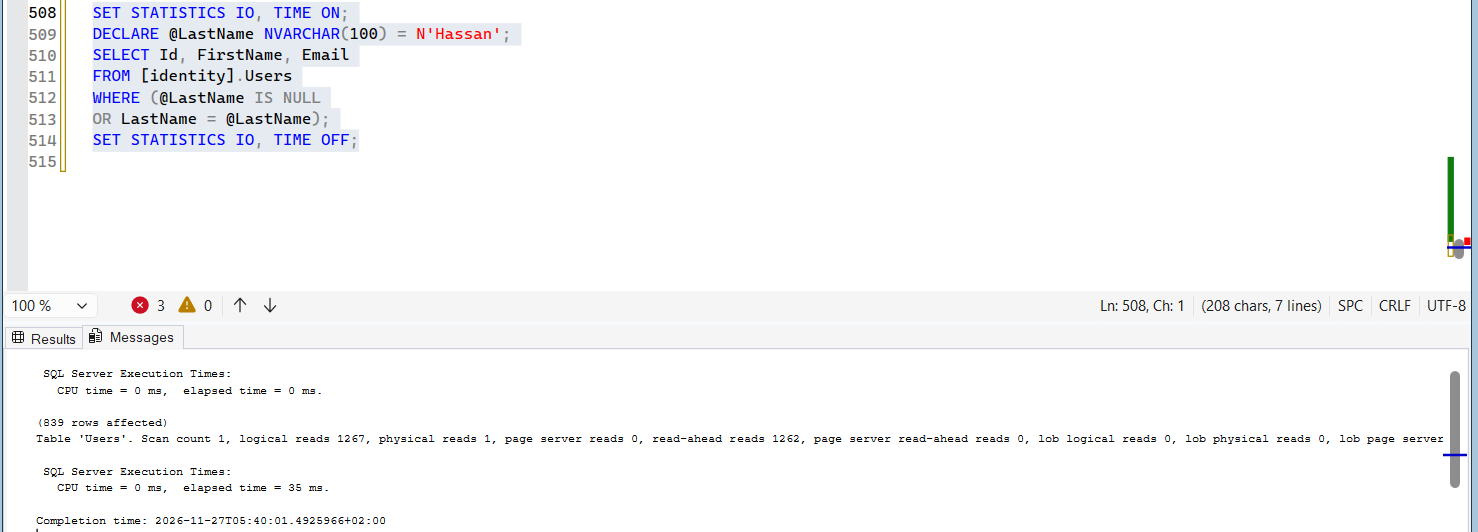 508 SET STATISTICS IO, TIME ON;
509 DECLARE @LastName NVARCHAR(100) = N'Hassan';
510 SELECT Id, FirstName, Email
511 FROM [identity].Users
512 WHERE (@LastName IS NULL
513 OR LastName = @LastName);
514 SET STATISTICS IO, TIME OFF;
515
100 % 3 0 Ln: 508, Ch: 1 (208 chars, 7 lines) SPC CRLF UTF-8
Results Messages
SQL Server Execution Times:
CPU time = 0 ms, elapsed time = 0 ms.
(839 rows affected)
Table 'Users'. Scan count 1, logical reads 1267, physical reads 1, page server reads 0, read-ahead reads 1262, page server read-ahead reads 0, lob logical reads 0, lob physical reads 0, lob page server
SQL Server Execution Times:
CPU time = 0 ms, elapsed time = 35 ms.
Completion time: 2026-11-27T05:40:01.4925966+02:00